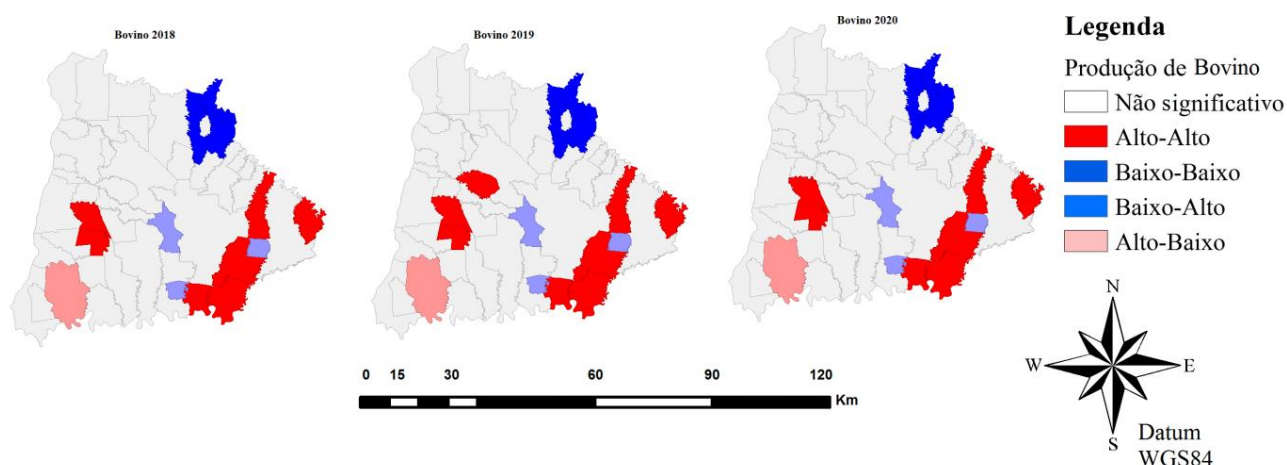 Bovino 2018
Bovino 2019
Bovino 2020
Legenda
Produção de Bovino
Não significativo
Alto-Alto
Baixo-Baixo
Baixo-Alto
Alto-Baixo
0 15 30 60 90 120
Km
N
W E
S
Datum
WGS84